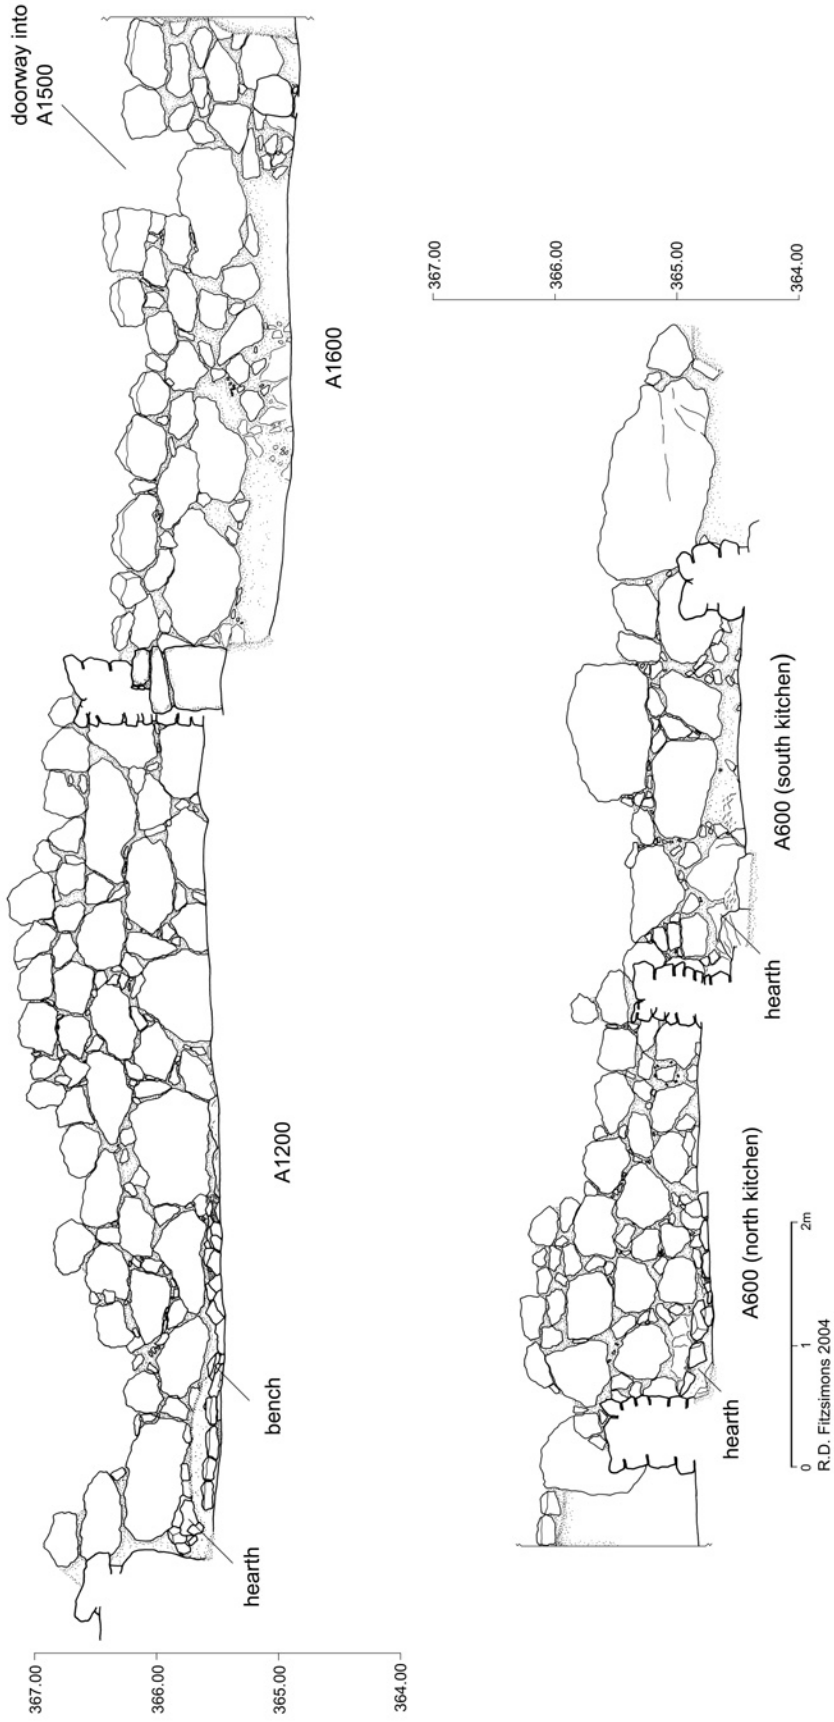 367.00
366.00
365.00
364.00
hearth
bench
A1200
A1600
doorway into
A1500
367.00
366.00
365.00
364.00
hearth
A600 (north kitchen)
hearth
A600 (south kitchen)
0
1
2m
R.D. Fitzsimons 2004